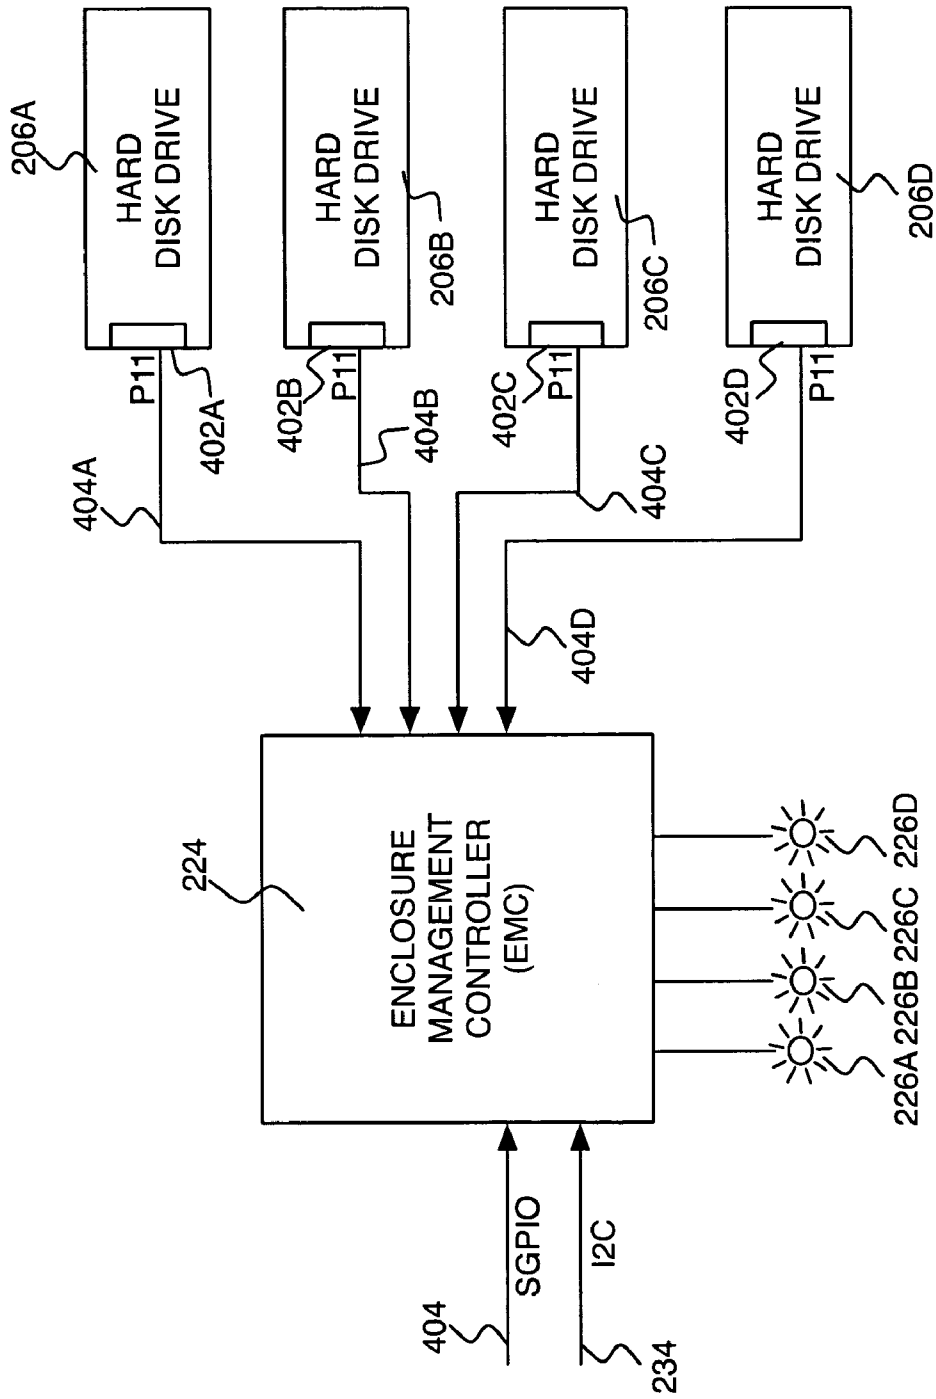 206A
HARD
DISK DRIVE
P11
402A
404A
HARD
DISK DRIVE
206B
402B
P11
404B
HARD
DISK DRIVE
206C
402C
P11
404C
HARD
DISK DRIVE
206D
402D
P11
404D
224
ENCLOSURE
MANAGEMENT
CONTROLLER
(EMC)
226A
226B
226C
226D
404
SGPIO
I2C
234